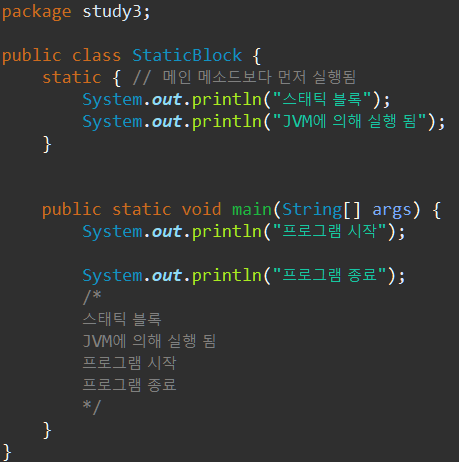 package study3;
public class StaticBlock {
static { // 메인 메소드보다 먼저 실행됨
System.out.println("스태틱 블록");
System.out.println("JVM에 의해 실행 됨");
}
public static void main(String[] args) {
System.out.println("프로그램 시작");
System.out.println("프로그램 종료");
/*
스태틱 블록
JVM에 의해 실행 됨
프로그램 시작
프로그램 종료
*/
}
}